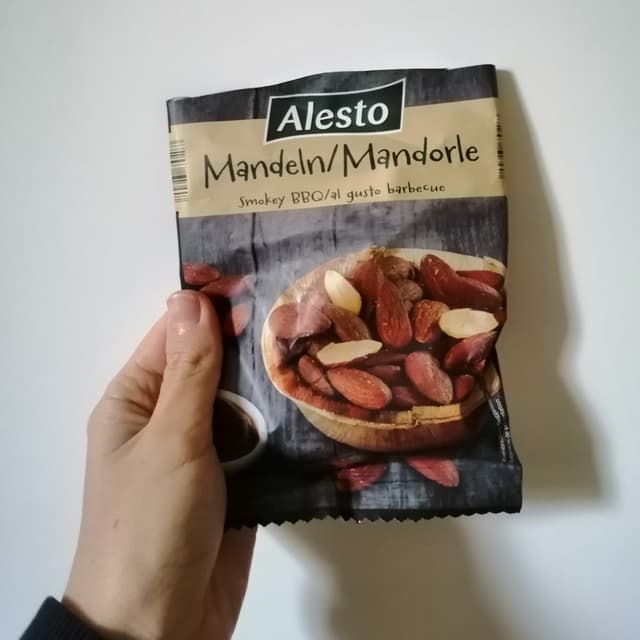 Alesto
Mandeln/Mandorle
Smokey BBQ/al gusto barbecue